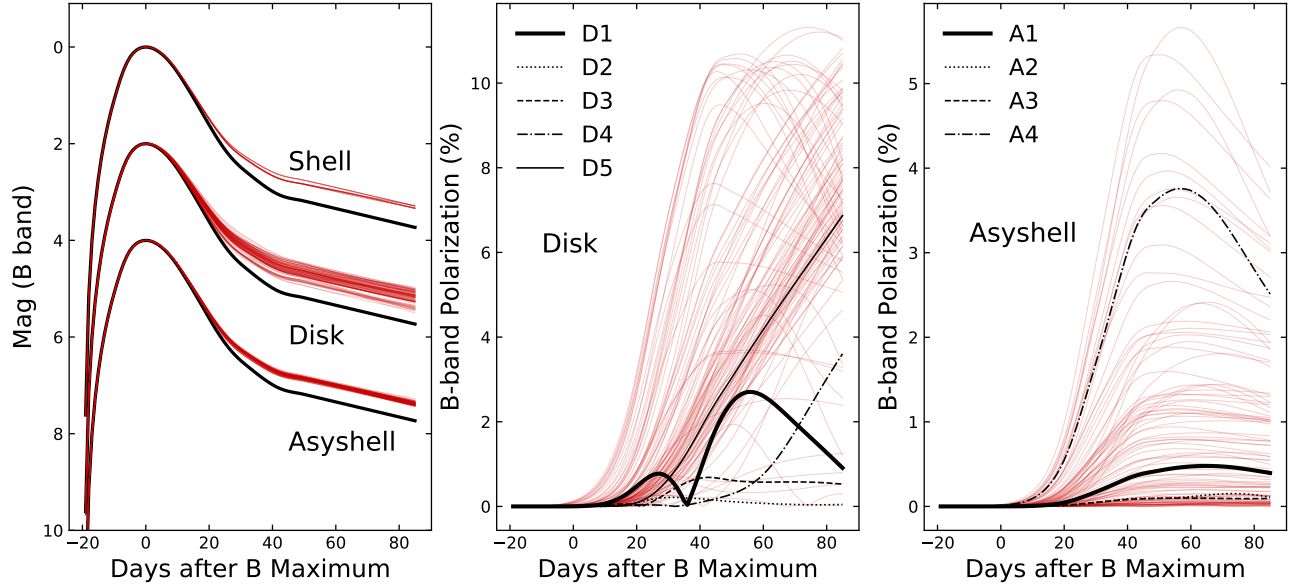 Mag (B band)
0
2
4
6
8
10
Shell
Disk
Asyshell
−20 0 20 40 60 80
Days after B Maximum
B-band Polarization (%)
10
8
6
4
2
0
D1
D2
D3
D4
D5
Disk
−20 0 20 40 60 80
Days after B Maximum
B-band Polarization (%)
5
4
3
2
1
0
A1
A2
A3
A4
Asyshell
−20 0 20 40 60 80
Days after B Maximum